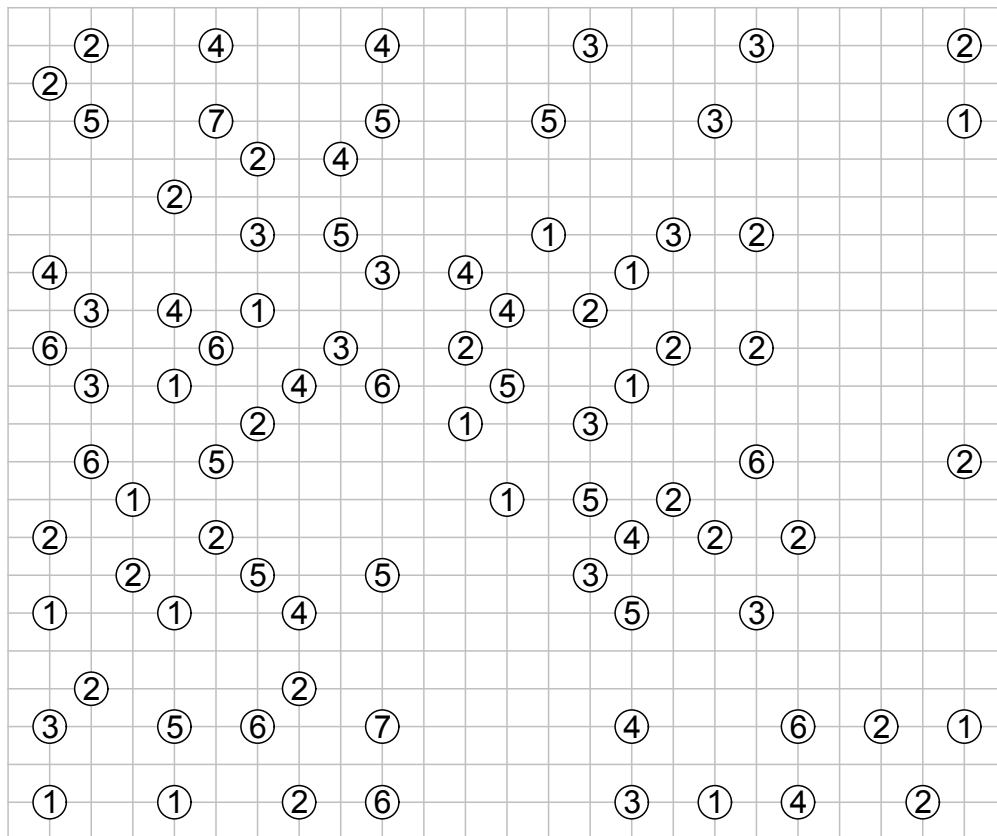 2 4 4 3 3 2
2
5 7 5 5 3 1
2 4
2
3 5 1 3 2
4 3 4 1
3 4 1 4 2
6 6 3 2 2 2
3 1 4 6 5 1
2 1 3
6 5 6 2
1 1 5 2
2 2 4 2 2
2 5 5 3
1 1 4 5 3
2 2
3 5 6 7 4 6 2 1
1 1 2 6 3 1 4 2